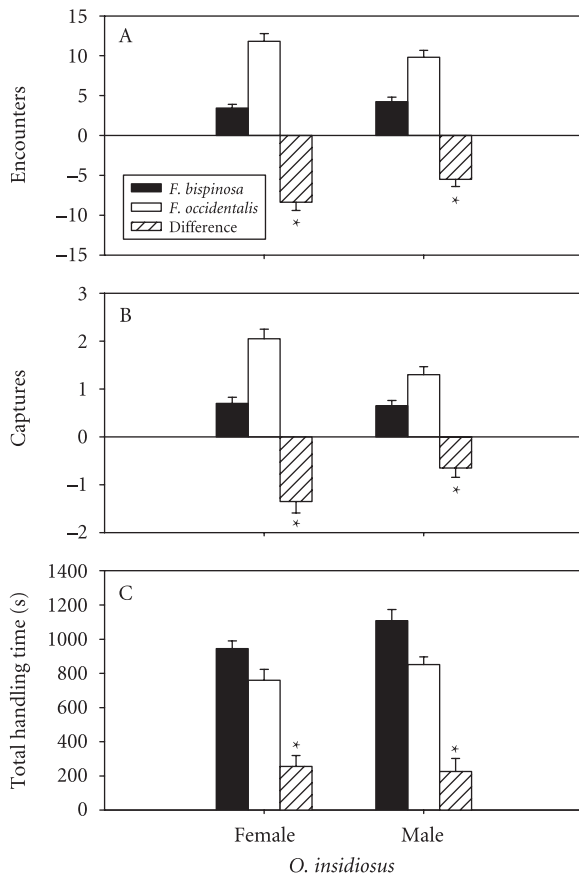 A
Encounters
15
10
5
0
−5
−10
−15
F. bispinosa
F. occidentalis
Difference
*
*
B
Captures
3
2
1
0
−1
−2
*
*
C
Total handling time (s)
1400
1200
1000
800
600
400
200
0
*
*
Female
Male
O. insidiosus